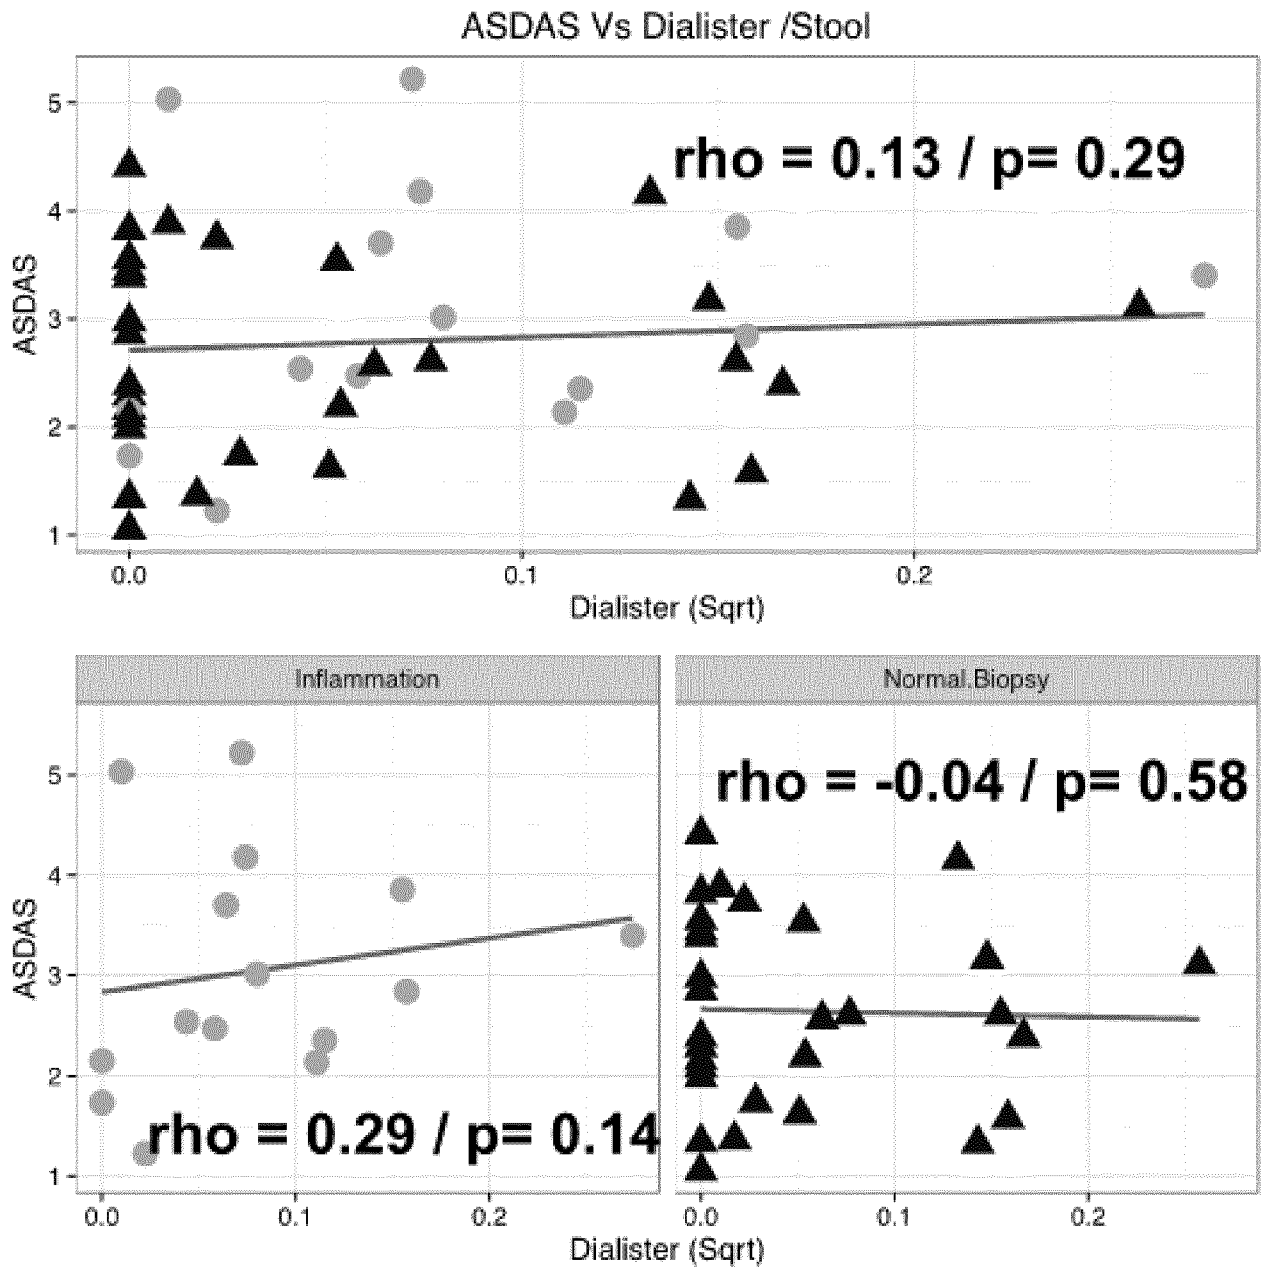 ASDAS Vs Dialister /Stool
rho = 0.13 / p= 0.29
ASDAS
5
4
3
2
1
0.0 0.1 0.2
Dialister (Sqrt)
Inflammation
Normal.Biopsy
ASDAS
5
4
3
2
1
rho = 0.29 / p= 0.14
rho = -0.04 / p= 0.58
0.0 0.1 0.2
0.0 0.1 0.2
Dialister (Sqrt)